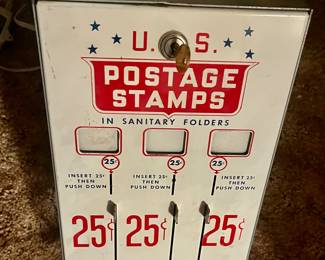 U. S.
POSTAGE
STAMPS
IN SANITARY FOLDERS
25¢ 25¢ 25¢
INSERT 25¢ INSERT 25¢ INSERT 25¢
THEN THEN THEN
PUSH DOWN PUSH DOWN PUSH DOWN
25¢ 25¢ 25¢